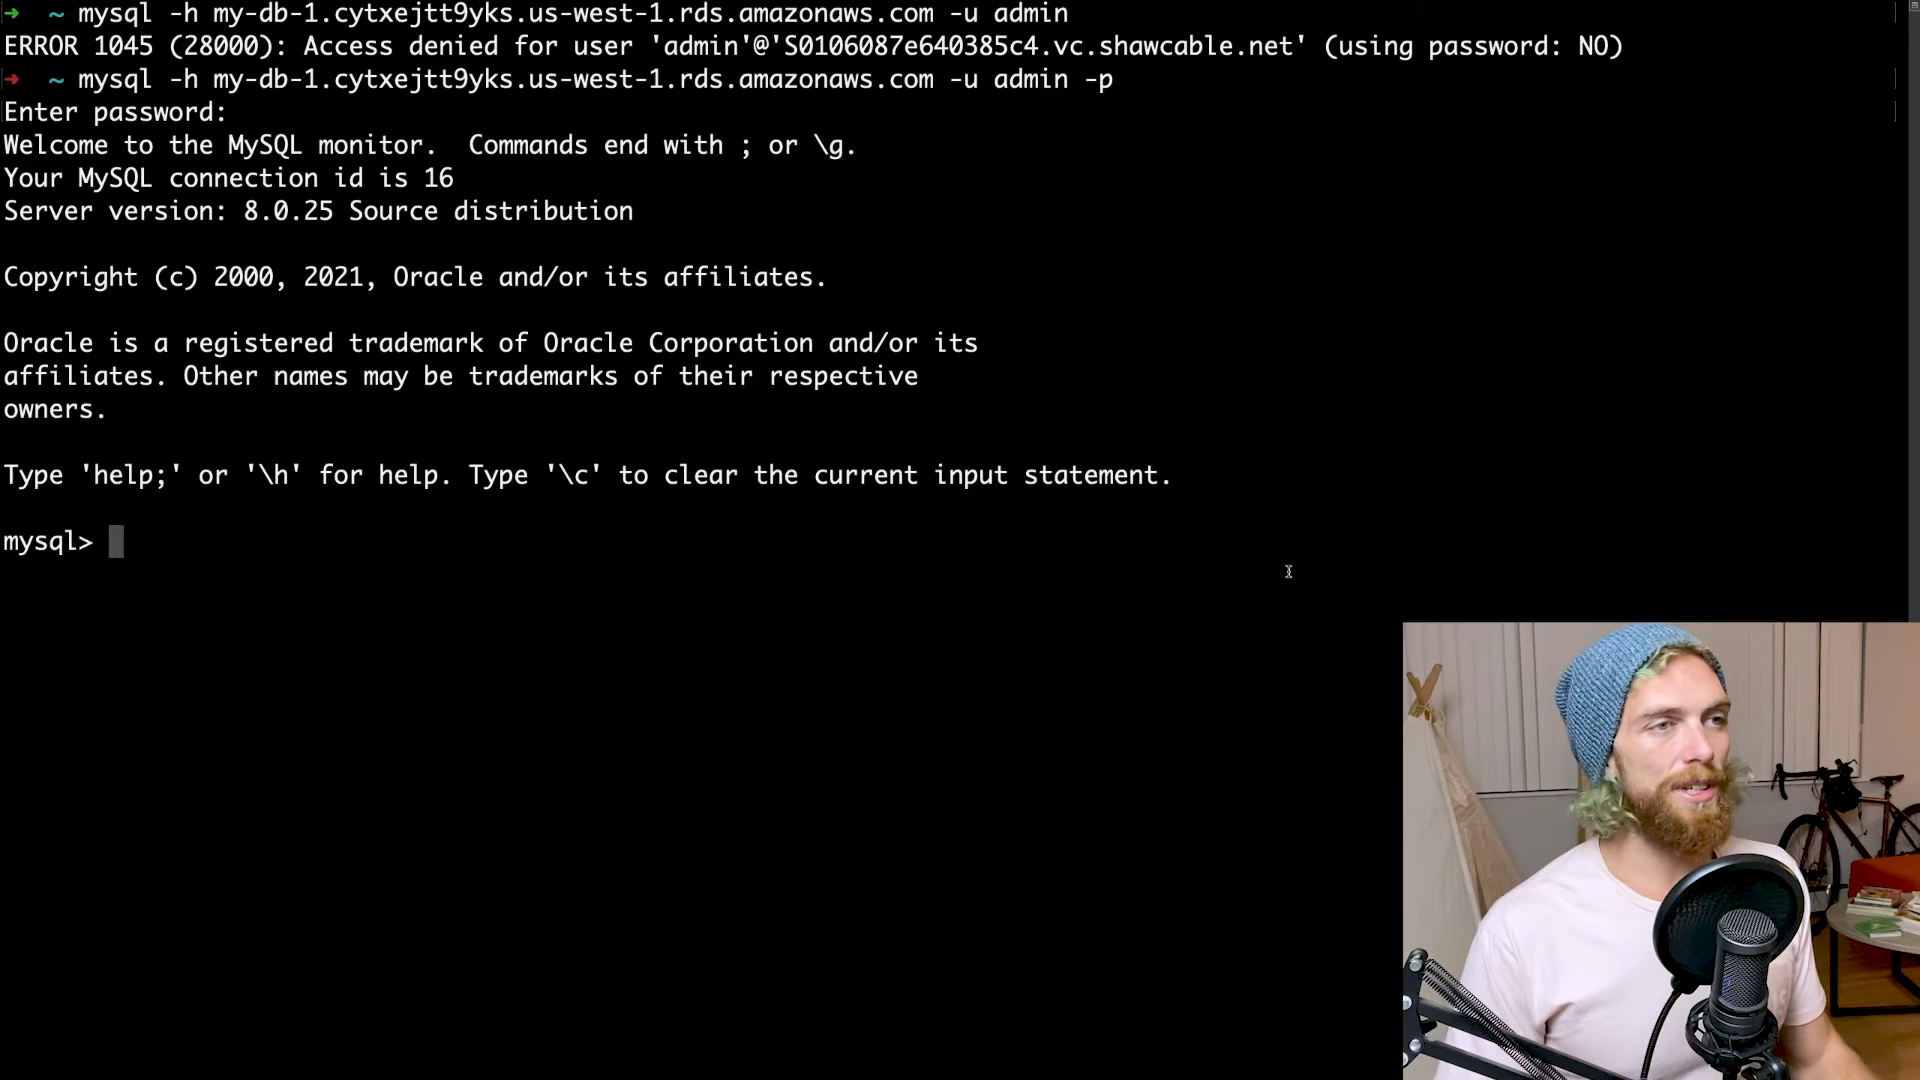 ➜ ~ mysql -h my-db-1.cytxejtt9yks.us-west-1.rds.amazonaws.com -u admin
ERROR 1045 (28000): Access denied for user 'admin'@'S0106087e640385c4.vc.shawcable.net' (using password: NO)
➜ ~ mysql -h my-db-1.cytxejtt9yks.us-west-1.rds.amazonaws.com -u admin -p
Enter password:
Welcome to the MySQL monitor.  Commands end with ; or \g.
Your MySQL connection id is 16
Server version: 8.0.25 Source distribution
Copyright (c) 2000, 2021, Oracle and/or its affiliates.
Oracle is a registered trademark of Oracle Corporation and/or its
affiliates. Other names may be trademarks of their respective
owners.
Type 'help;' or '\h' for help. Type '\c' to clear the current input statement.
mysql>